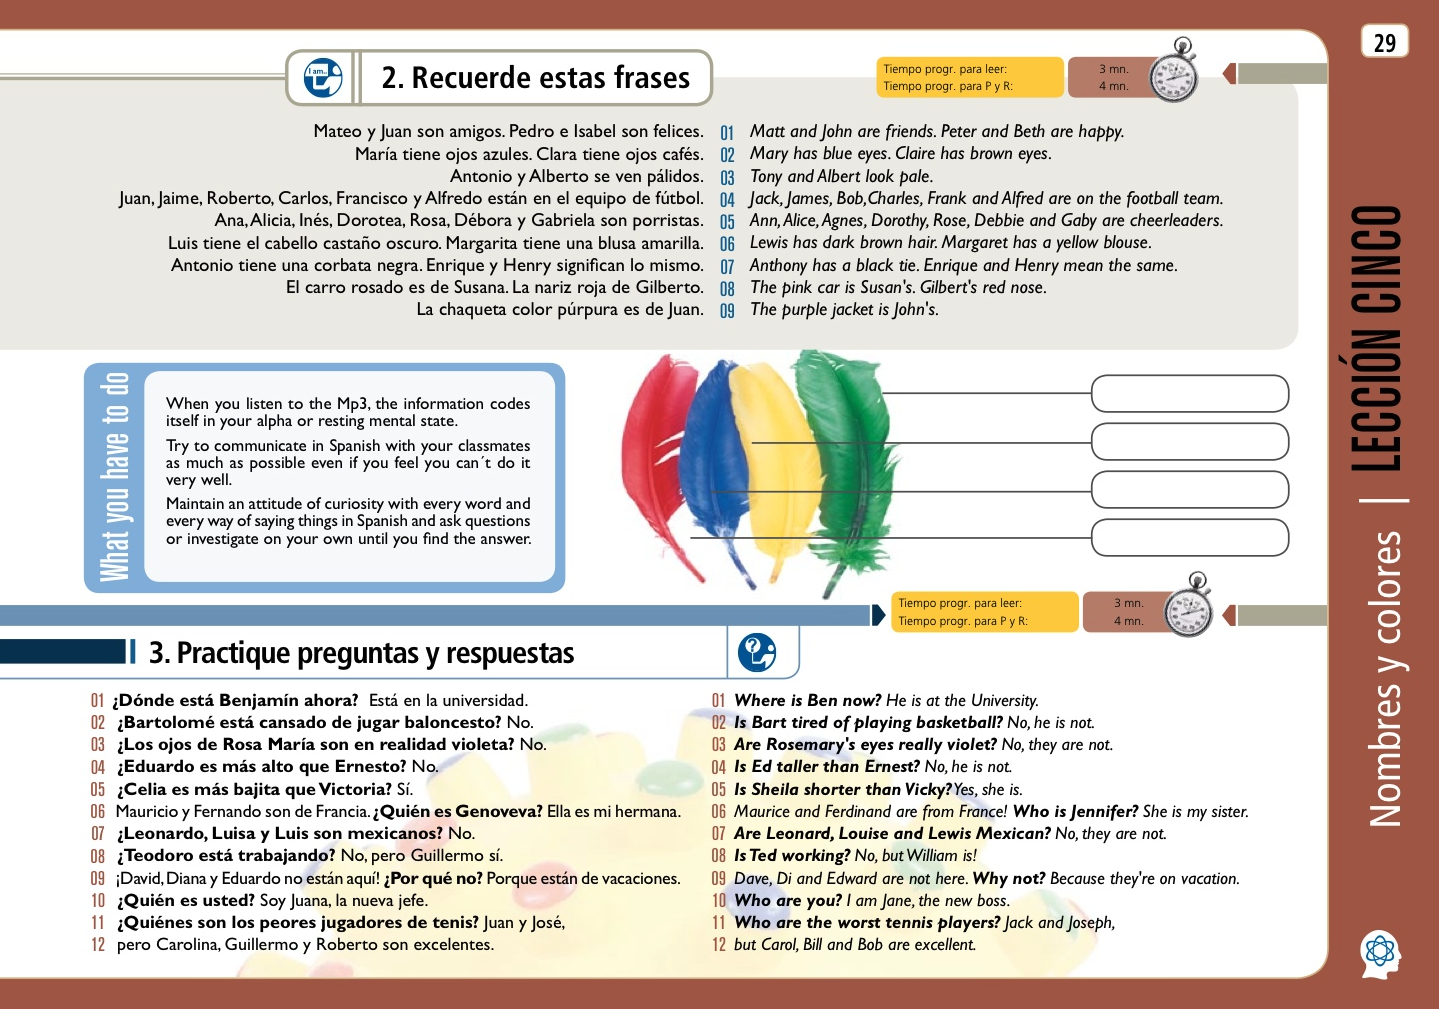 29
I am..
2. Recuerde estas frases
Tiempo progr. para leer: 3 mn.
Tiempo progr. para P y R: 4 mn.
Mateo y Juan son amigos. Pedro e Isabel son felices. 01 Matt and John are friends. Peter and Beth are happy.
María tiene ojos azules. Clara tiene ojos cafés. 02 Mary has blue eyes. Claire has brown eyes.
Antonio y Alberto se ven pálidos. 03 Tony and Albert look pale.
Juan, Jaime, Roberto, Carlos, Francisco y Alfredo están en el equipo de fútbol. 04 Jack, James, Bob,Charles, Frank and Alfred are on the football team.
Ana, Alicia, Inés, Dorotea, Rosa, Débora y Gabriela son porristas. 05 Ann, Alice, Agnes, Dorothy, Rose, Debbie and Gaby are cheerleaders.
Luis tiene el cabello castaño oscuro. Margarita tiene una blusa amarilla. 06 Lewis has dark brown hair. Margaret has a yellow blouse.
Antonio tiene una corbata negra. Enrique y Henry significan lo mismo. 07 Anthony has a black tie. Enrique and Henry mean the same.
El carro rosado es de Susana. La nariz roja de Gilberto. 08 The pink car is Susan's. Gilbert's red nose.
La chaqueta color púrpura es de Juan. 09 The purple jacket is John's.
What you have to do
When you listen to the Mp3, the information codes
itself in your alpha or resting mental state.
Try to communicate in Spanish with your classmates
as much as possible even if you feel you can´t do it
very well.
Maintain an attitude of curiosity with every word and
every way of saying things in Spanish and ask questions
or investigate on your own until you find the answer.
Tiempo progr. para leer: 3 mn.
Tiempo progr. para P y R: 4 mn.
3. Practique preguntas y respuestas
?
01 ¿Dónde está Benjamín ahora? Está en la universidad.
02 ¿Bartolomé está cansado de jugar baloncesto? No.
03 ¿Los ojos de Rosa María son en realidad violeta? No.
04 ¿Eduardo es más alto que Ernesto? No.
05 ¿Celia es más bajita que Victoria? Sí.
06 Mauricio y Fernando son de Francia. ¿Quién es Genoveva? Ella es mi hermana.
07 ¿Leonardo, Luisa y Luis son mexicanos? No.
08 ¿Teodoro está trabajando? No, pero Guillermo sí.
09 ¡David, Diana y Eduardo no están aquí! ¿Por qué no? Porque están de vacaciones.
10 ¿Quién es usted? Soy Juana, la nueva jefe.
11 ¿Quiénes son los peores jugadores de tenis? Juan y José,
12 pero Carolina, Guillermo y Roberto son excelentes.
01 Where is Ben now? He is at the University.
02 Is Bart tired of playing basketball? No, he is not.
03 Are Rosemary's eyes really violet? No, they are not.
04 Is Ed taller than Ernest? No, he is not.
05 Is Sheila shorter than Vicky? Yes, she is.
06 Maurice and Ferdinand are from France! Who is Jennifer? She is my sister.
07 Are Leonard, Louise and Lewis Mexican? No, they are not.
08 Is Ted working? No, but William is!
09 Dave, Di and Edward are not here. Why not? Because they're on vacation.
10 Who are you? I am Jane, the new boss.
11 Who are the worst tennis players? Jack and Joseph,
12 but Carol, Bill and Bob are excellent.
Nombres y colores | LECCIÓN CINCO